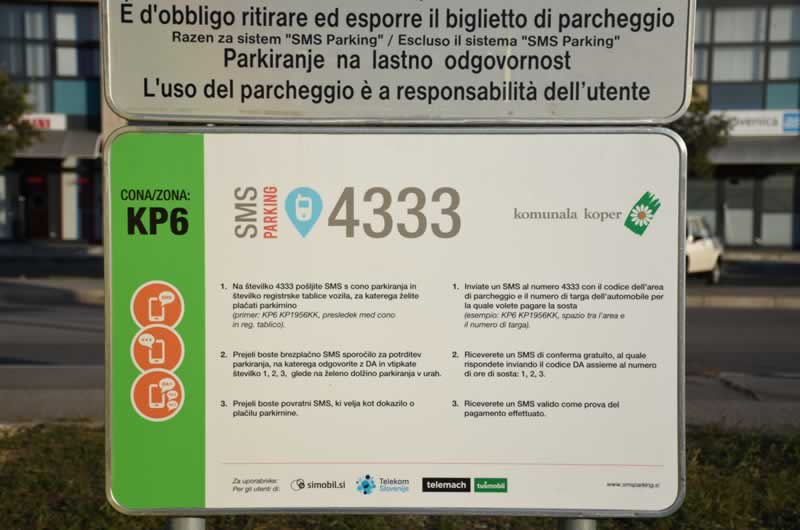 È d'obbligo ritirare ed esporre il biglietto di parcheggio
Razen za sistem "SMS Parking" / Escluso il sistema "SMS Parking"
Parkiranje na lastno odgovornost
L'uso del parcheggio è a responsabilità dell'utente
CONA/ZONA:
KP6
SMS
PARKING
4333
komunala koper
1. Na številko 4333 pošljite SMS s cono parkiranja in
številko registrske tablice vozila, za katerega želite
plačati parkirnino
(primer: KP6 KP1956KK, presledek med cono
in reg. tablico).
2. Prejeli boste brezplačno SMS sporočilo za potrditev
parkiranja, na katerega odgovorite z DA in vtipkate
številko 1, 2, 3, glede na želeno dolžino parkiranja v urah.
3. Prejeli boste povratni SMS, ki velja kot dokazilo o
plačilu parkirnine.
1. Inviate un SMS al numero 4333 con il codice dell'area
di parcheggio e il numero di targa dell'automobile per
la quale volete pagare la sosta
(esempio: KP6 KP1956KK, spazio tra l'area e
il numero di targa).
2. Riceverete un SMS di conferma gratuito, al quale
rispondete inviando il codice DA assieme al numero
di ore di sosta: 1, 2, 3.
3. Riceverete un SMS valido come prova del
pagamento effettuato.
Za uporabnike:
Per gli utenti di:
simobil.si
Telekom
Slovenije
telemach
tušmobil
www.smsparking.si